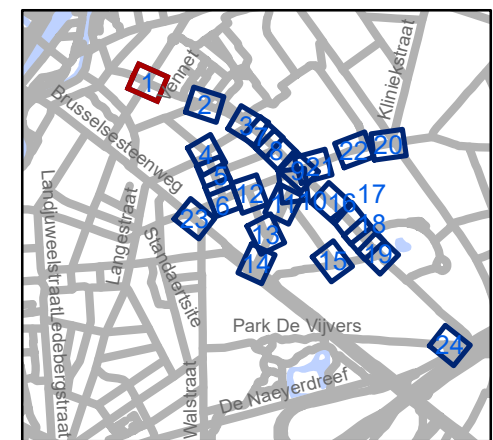 1
Vennet
Kliniekstraat
2
Brusselsesteenweg
3
7
8
4
5
6
9
21
22
20
12
11
10
16
17
18
19
23
13
14
15
Landjuweelstraat
Langestraat
Standaertsite
Ledebergstraat
Walstraat
Park De Vijvers
De Naeyerdreef
24